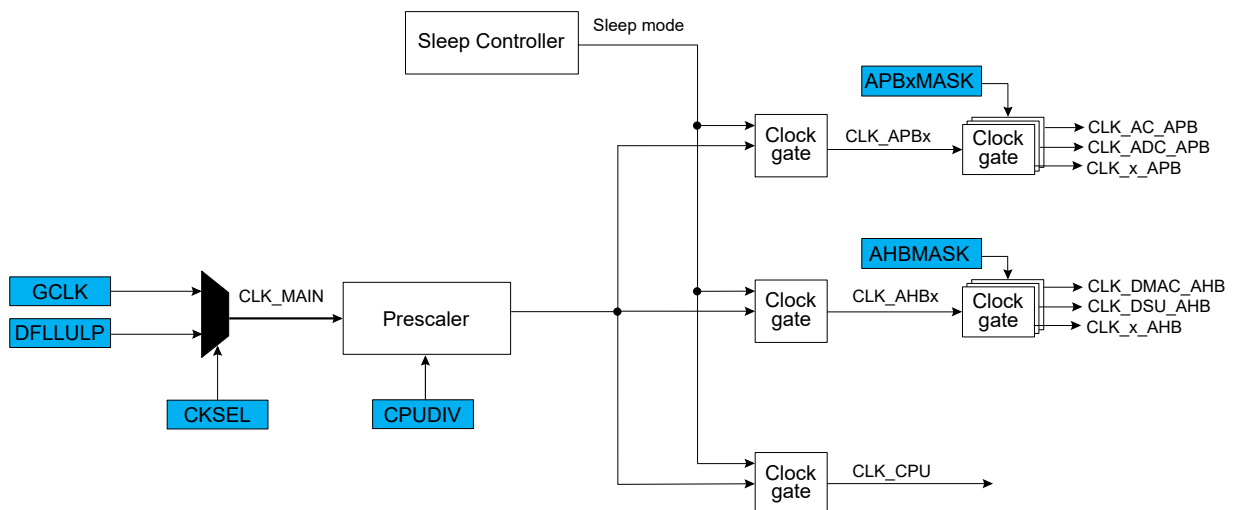 Sleep Controller
Sleep mode
APBxMASK
Clock
gate
CLK_APBx
Clock
gate
CLK_AC_APB
CLK_ADC_APB
CLK_x_APB
AHBMASK
GCLK
DFLLULP
CLK_MAIN
Prescaler
Clock
gate
CLK_AHBx
Clock
gate
CLK_DMAC_AHB
CLK_DSU_AHB
CLK_x_AHB
CKSEL
CPUDIV
Clock
gate
CLK_CPU